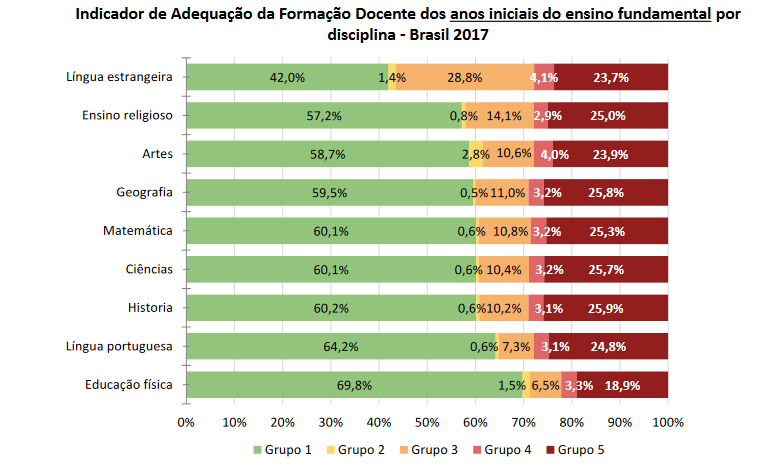 Indicador de Adequação da Formação Docente dos anos iniciais do ensino fundamental por
disciplina - Brasil 2017
Língua estrangeira 42,0% 1,4% 28,8% 4,1% 23,7%
Ensino religioso 57,2% 0,8% 14,1% 2,9% 25,0%
Artes 58,7% 2,8% 10,6% 4,0% 23,9%
Geografia 59,5% 0,5% 11,0% 3,2% 25,8%
Matemática 60,1% 0,6% 10,8% 3,2% 25,3%
Ciências 60,1% 0,6% 10,4% 3,2% 25,7%
Historia 60,2% 0,6% 10,2% 3,1% 25,9%
Língua portuguesa 64,2% 0,6% 7,3% 3,1% 24,8%
Educação física 69,8% 1,5% 6,5% 3,3% 18,9%
0% 10% 20% 30% 40% 50% 60% 70% 80% 90% 100%
Grupo 1 Grupo 2 Grupo 3 Grupo 4 Grupo 5